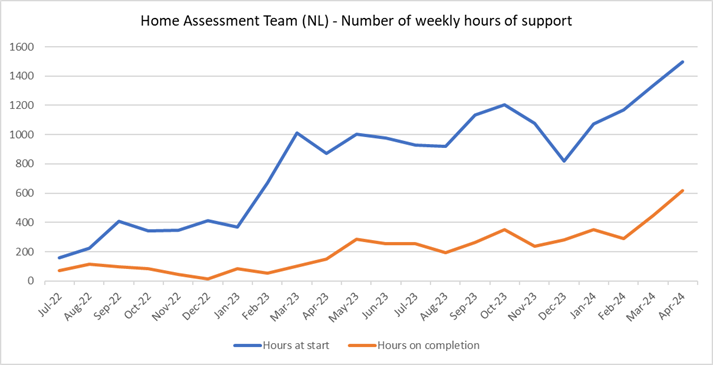 Home Assessment Team (NL) - Number of weekly hours of support
1600
1400
1200
1000
800
600
400
200
0
Jul-22
Aug-22
Sep-22
Oct-22
Nov-22
Dec-22
Jan-23
Feb-23
Mar-23
Apr-23
May-23
Jun-23
Jul-23
Aug-23
Sep-23
Oct-23
Nov-23
Dec-23
Jan-24
Feb-24
Mar-24
Apr-24
Hours at start
Hours on completion